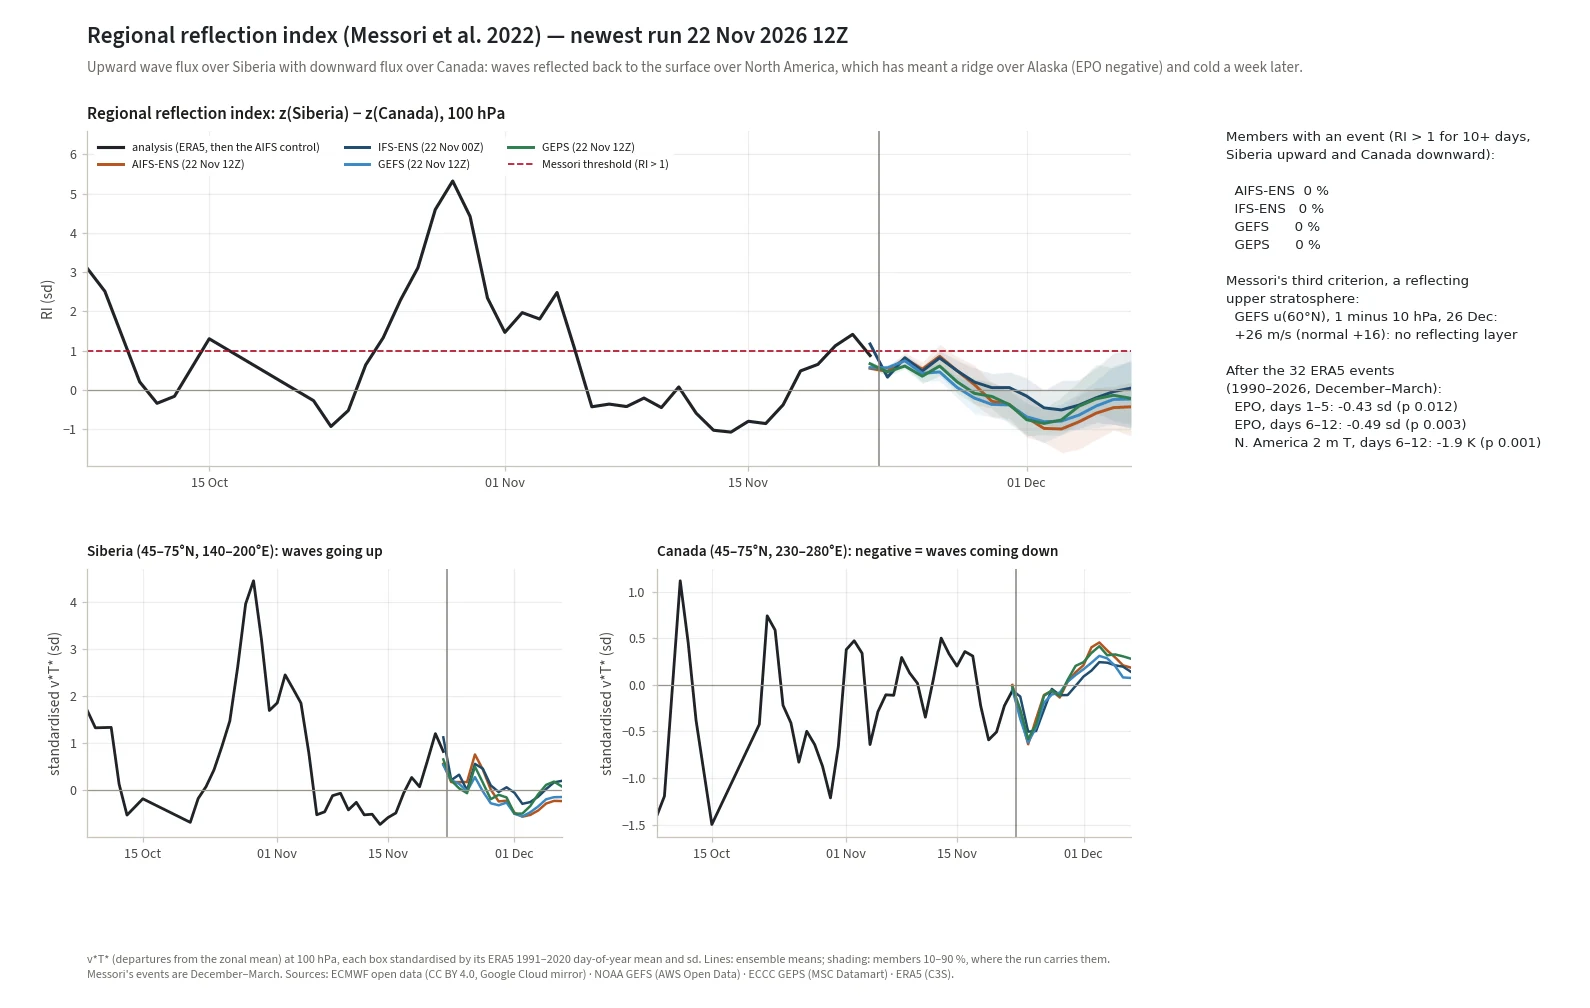 Regional reflection index (Messori et al. 2022) — newest run 22 Nov 2026 12Z
Upward wave flux over Siberia with downward flux over Canada: waves reflected back to the surface over North America, which has meant a ridge over Alaska (EPO negative) and cold a week later.
Regional reflection index: z(Siberia) − z(Canada), 100 hPa
analysis (ERA5, then the AIFS control)
AIFS-ENS (22 Nov 12Z)
IFS-ENS (22 Nov 00Z)
GEFS (22 Nov 12Z)
GEPS (22 Nov 12Z)
Messori threshold (RI > 1)
RI (sd)
6
5
4
3
2
1
0
−1
15 Oct
01 Nov
15 Nov
01 Dec
Members with an event (RI > 1 for 10+ days,
Siberia upward and Canada downward):
AIFS-ENS 0 %
IFS-ENS 0 %
GEFS 0 %
GEPS 0 %
Messori's third criterion, a reflecting
upper stratosphere:
GEFS u(60°N), 1 minus 10 hPa, 26 Dec:
+26 m/s (normal +16): no reflecting layer
After the 32 ERA5 events
(1990–2026, December–March):
EPO, days 1–5: -0.43 sd (p 0.012)
EPO, days 6–12: -0.49 sd (p 0.003)
N. America 2 m T, days 6–12: -1.9 K (p 0.001)
Siberia (45–75°N, 140–200°E): waves going up
standardised v*T* (sd)
4
3
2
1
0
15 Oct
01 Nov
15 Nov
01 Dec
Canada (45–75°N, 230–280°E): negative = waves coming down
standardised v*T* (sd)
1.0
0.5
0.0
−0.5
−1.0
−1.5
15 Oct
01 Nov
15 Nov
01 Dec
v*T* (departures from the zonal mean) at 100 hPa, each box standardised by its ERA5 1991–2020 day-of-year mean and sd. Lines: ensemble means; shading: members 10–90 %, where the run carries them.
Messori's events are December–March. Sources: ECMWF open data (CC BY 4.0, Google Cloud mirror) · NOAA GEFS (AWS Open Data) · ECCC GEPS (MSC Datamart) · ERA5 (C3S).